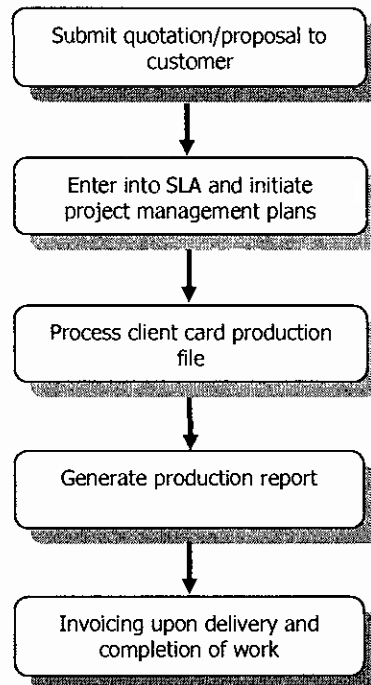 Submit quotation/proposal to
customer
Enter into SLA and initiate
project management plans
Process client card production
file
Generate production report
Invoicing upon delivery and
completion of work